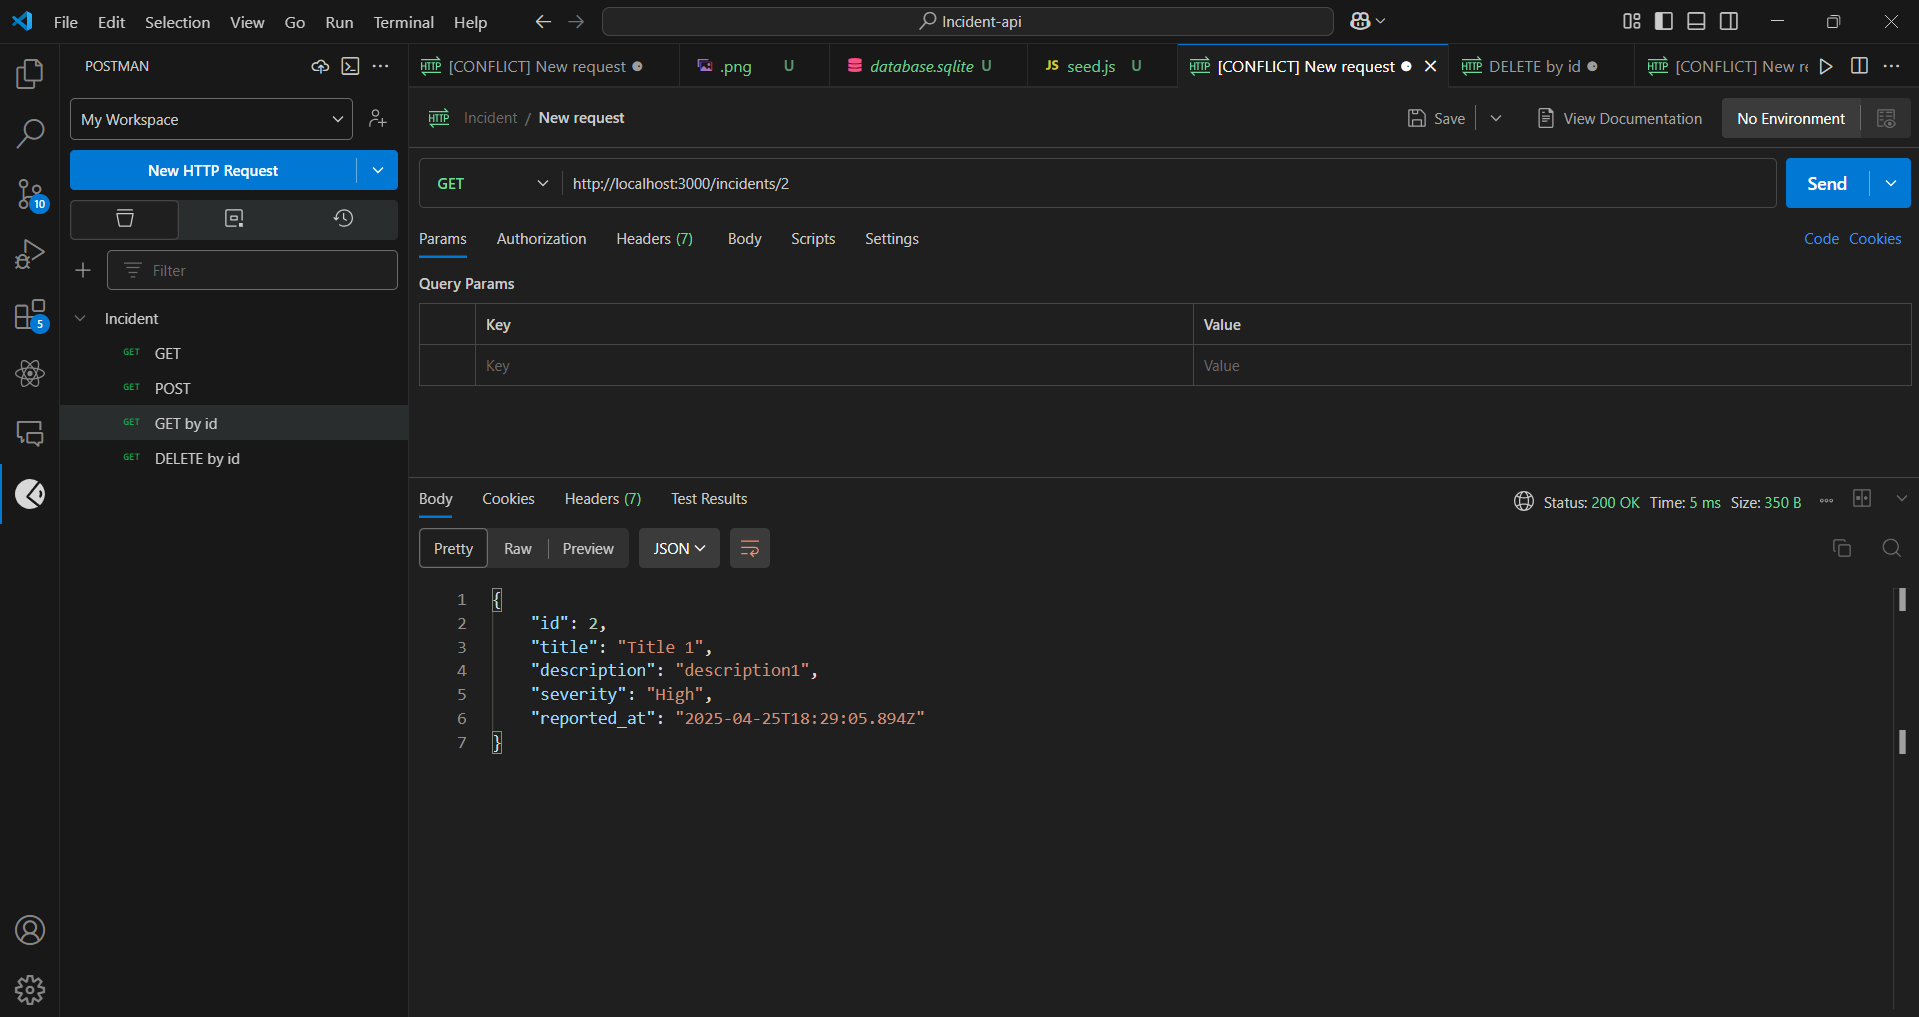 File Edit Selection View Go Run Terminal Help
Incident-api
POSTMAN
[CONFLICT] New request
.png U
database.sqlite U
JS seed.js U
[CONFLICT] New request
DELETE by id
[CONFLICT] New re
My Workspace
HTTP Incident / New request
Save
View Documentation
No Environment
New HTTP Request
GET
http://localhost:3000/incidents/2
Send
10
Params Authorization Headers (7) Body Scripts Settings
Code Cookies
Filter
Query Params
Key Value
Key Value
5
Incident
GET GET
GET POST
GET GET by id
GET DELETE by id
Body Cookies Headers (7) Test Results
Status: 200 OK Time: 5 ms Size: 350 B
Pretty Raw Preview JSON
1 {
2 "id": 2,
3 "title": "Title 1",
4 "description": "description1",
5 "severity": "High",
6 "reported_at": "2025-04-25T18:29:05.894Z"
7 }